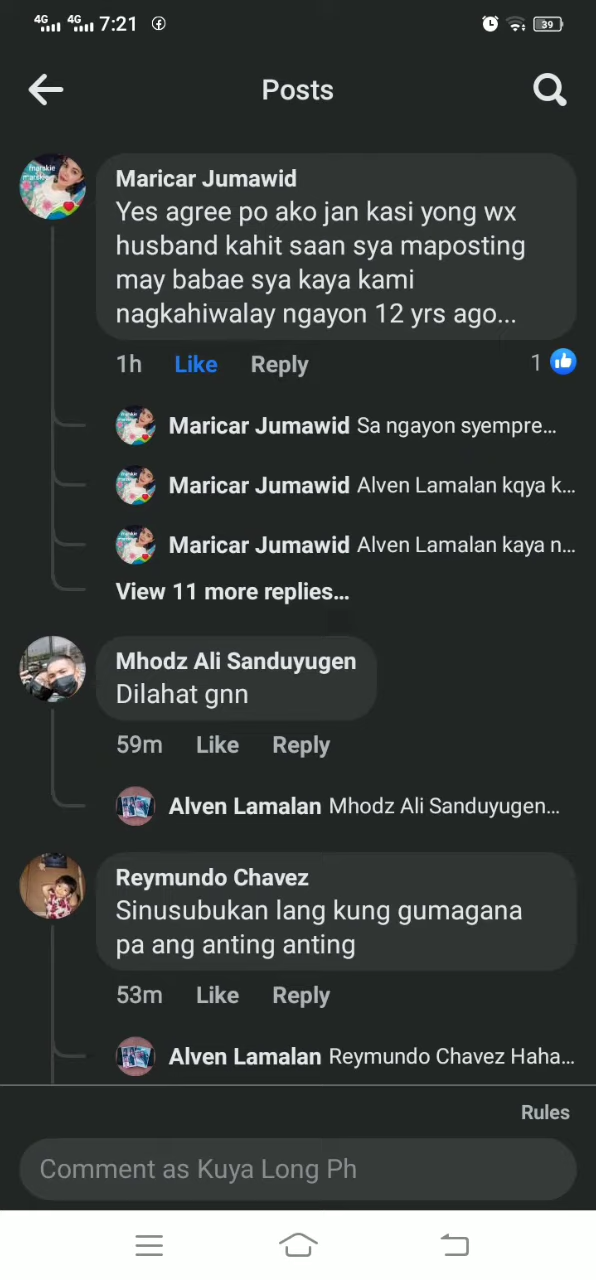 4G 4G 7:21
39
Posts
Maricar Jumawid
Yes agree po ako jan kasi yong wx
husband kahit saan sya maposting
may babae sya kaya kami
nagkahiwalay ngayon 12 yrs ago...
1h Like Reply 1
Maricar Jumawid Sa ngayon syempre...
Maricar Jumawid Alven Lamalan kqya k...
Maricar Jumawid Alven Lamalan kaya n...
View 11 more replies...
Mhodz Ali Sanduyugen
Dilahat gnn
59m Like Reply
Alven Lamalan Mhodz Ali Sanduyugen...
Reymundo Chavez
Sinusubukan lang kung gumagana
pa ang anting anting
53m Like Reply
Alven Lamalan Reymundo Chavez Haha...
Rules
Comment as Kuya Long Ph